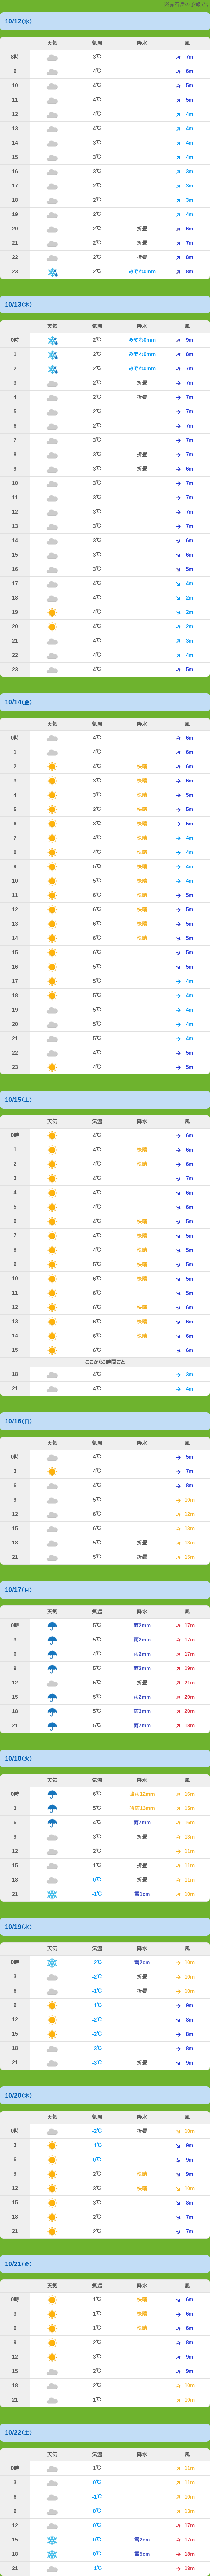 ※来石岳の予報です
10/12(水)
天気 気温 降水 風
8時 3℃ 7m
9 4℃ 6m
10 4℃ 5m
11 4℃ 5m
12 4℃ 4m
13 4℃ 4m
14 3℃ 4m
15 3℃ 4m
16 3℃ 3m
17 2℃ 3m
18 2℃ 3m
19 2℃ 4m
20 2℃ 折畳 6m
21 2℃ 折畳 7m
22 2℃ 折畳 8m
23 2℃ みぞれ0mm 8m
10/13(木)
天気 気温 降水 風
0時 2℃ みぞれ0mm 9m
1 2℃ みぞれ0mm 8m
2 2℃ みぞれ0mm 7m
3 2℃ 折畳 7m
4 2℃ 折畳 7m
5 2℃ 7m
6 2℃ 7m
7 3℃ 7m
8 3℃ 折畳 7m
9 3℃ 折畳 6m
10 3℃ 7m
11 3℃ 7m
12 3℃ 7m
13 3℃ 7m
14 3℃ 6m
15 3℃ 6m
16 3℃ 5m
17 4℃ 4m
18 4℃ 2m
19 4℃ 2m
20 4℃ 2m
21 4℃ 3m
22 4℃ 4m
23 4℃ 5m
10/14(金)
天気 気温 降水 風
0時 4℃ 6m
1 4℃ 6m
2 4℃ 快晴 6m
3 3℃ 快晴 6m
4 3℃ 快晴 5m
5 3℃ 快晴 5m
6 3℃ 快晴 5m
7 4℃ 快晴 4m
8 4℃ 快晴 4m
9 5℃ 快晴 4m
10 5℃ 快晴 4m
11 6℃ 快晴 5m
12 6℃ 快晴 5m
13 6℃ 快晴 5m
14 6℃ 快晴 5m
15 6℃ 5m
16 5℃ 5m
17 5℃ 4m
18 5℃ 4m
19 5℃ 4m
20 5℃ 4m
21 5℃ 4m
22 4℃ 5m
23 4℃ 5m
10/15(土)
天気 気温 降水 風
0時 4℃ 6m
1 4℃ 快晴 6m
2 4℃ 快晴 6m
3 4℃ 7m
4 4℃ 6m
5 4℃ 6m
6 4℃ 快晴 5m
7 4℃ 快晴 5m
8 4℃ 快晴 5m
9 5℃ 快晴 5m
10 6℃ 快晴 5m
11 6℃ 5m
12 6℃ 快晴 6m
13 6℃ 快晴 6m
14 6℃ 快晴 6m
15 6℃ 6m
ここから3時間ごと
18 4℃ 3m
21 4℃ 4m
10/16(日)
天気 気温 降水 風
0時 4℃ 5m
3 4℃ 7m
6 4℃ 8m
9 5℃ 10m
12 6℃ 12m
15 6℃ 13m
18 5℃ 折畳 13m
21 5℃ 折畳 15m
10/17(月)
天気 気温 降水 風
0時 5℃ 雨2mm 17m
3 5℃ 雨2mm 17m
6 4℃ 雨2mm 17m
9 5℃ 雨2mm 19m
12 5℃ 折畳 21m
15 5℃ 雨2mm 20m
18 5℃ 雨3mm 20m
21 5℃ 雨7mm 18m
10/18(火)
天気 気温 降水 風
0時 6℃ 強雨12mm 16m
3 5℃ 強雨13mm 15m
6 4℃ 雨7mm 16m
9 3℃ 折畳 13m
12 2℃ 11m
15 1℃ 折畳 11m
18 0℃ 折畳 11m
21 -1℃ 雪1cm 10m
10/19(水)
天気 気温 降水 風
0時 -2℃ 雪2cm 10m
3 -2℃ 折畳 10m
6 -1℃ 折畳 10m
9 -1℃ 9m
12 -2℃ 8m
15 -2℃ 8m
18 -3℃ 8m
21 -3℃ 折畳 9m
10/20(木)
天気 気温 降水 風
0時 -2℃ 折畳 10m
3 -1℃ 9m
6 0℃ 9m
9 2℃ 快晴 9m
12 3℃ 快晴 10m
15 3℃ 8m
18 2℃ 7m
21 2℃ 7m
10/21(金)
天気 気温 降水 風
0時 1℃ 快晴 6m
3 1℃ 快晴 6m
6 1℃ 快晴 6m
9 2℃ 8m
12 3℃ 9m
15 2℃ 9m
18 2℃ 10m
21 1℃ 10m
10/22(土)
天気 気温 降水 風
0時 1℃ 11m
3 0℃ 11m
6 -1℃ 10m
9 0℃ 13m
12 0℃ 17m
15 0℃ 雪2cm 17m
18 0℃ 雪5cm 18m
21 -1℃ 18m